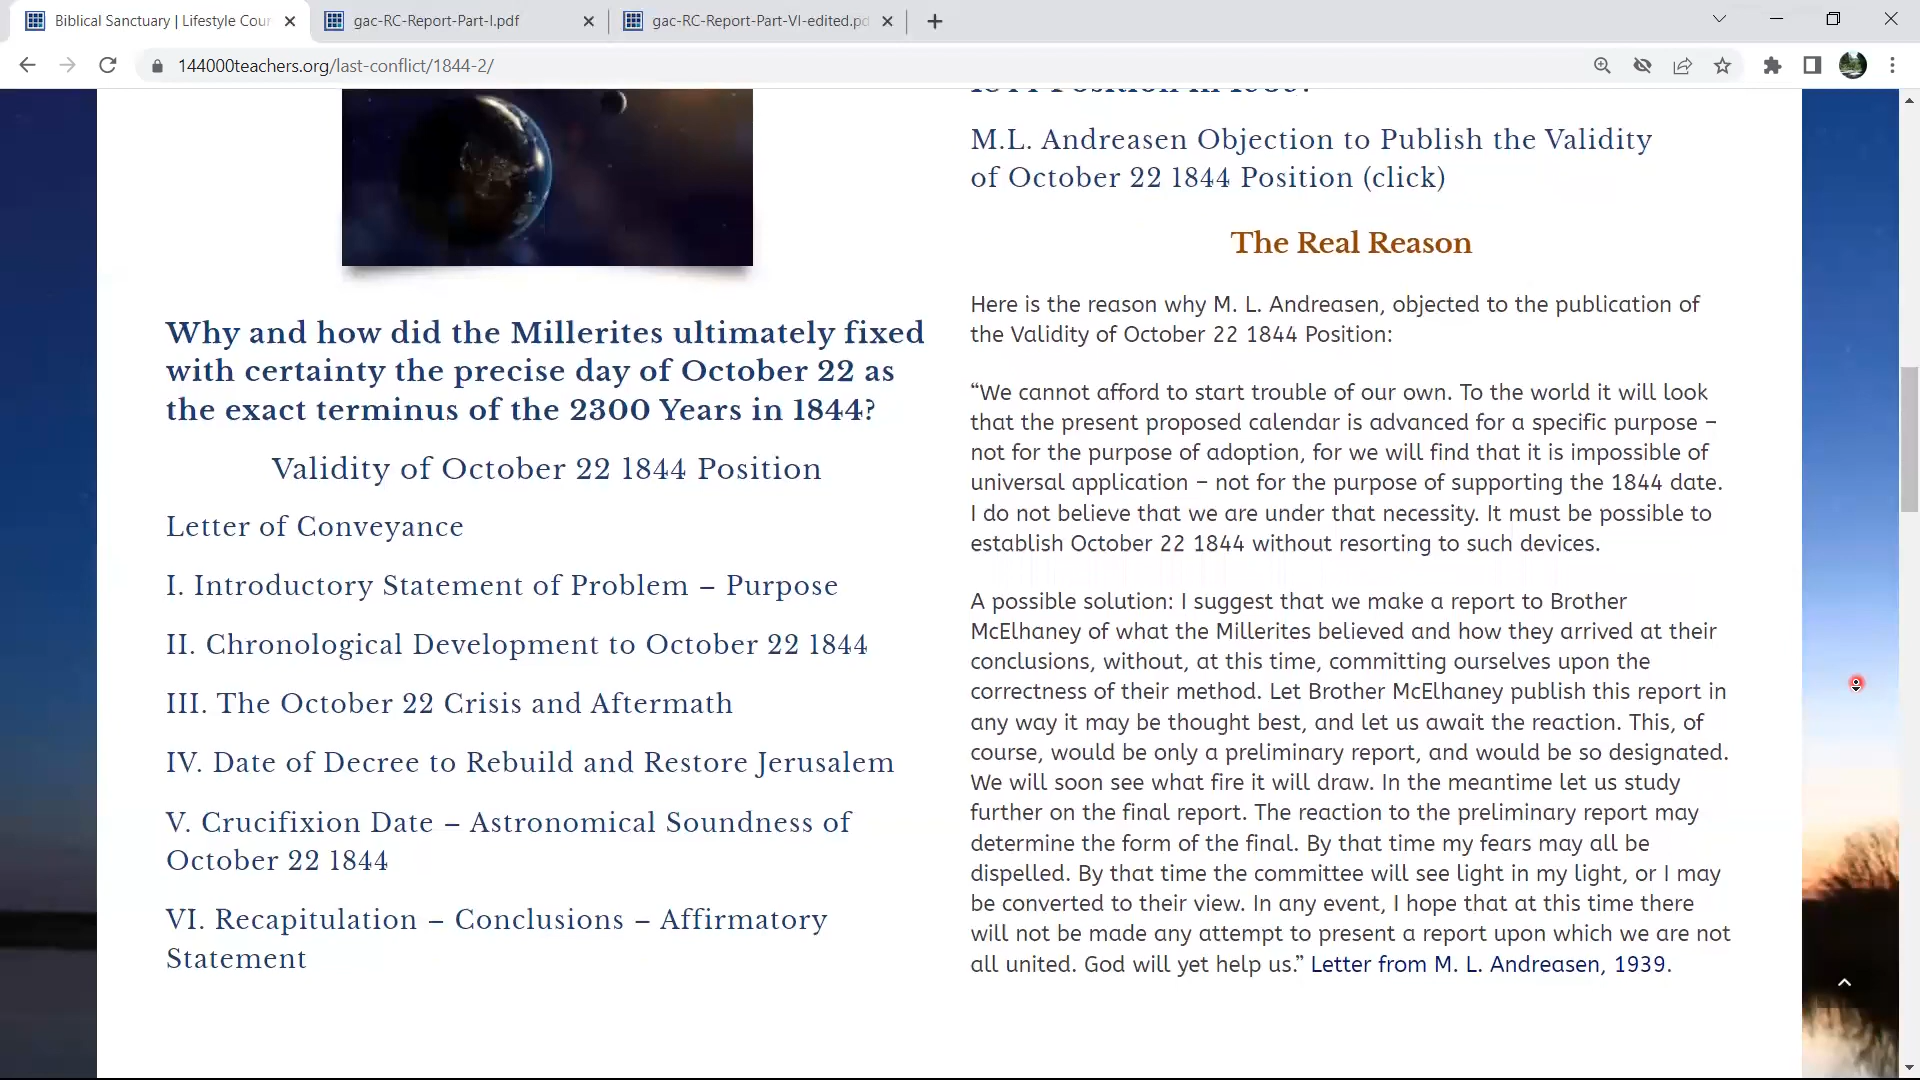 Biblical Sanctuary | Lifestyle Cour
gac-RC-Report-Part-I.pdf
gac-RC-Report-Part-VI-edited.pd
144000teachers.org/last-conflict/1844-2/
Why and how did the Millerites ultimately fixed
with certainty the precise day of October 22 as
the exact terminus of the 2300 Years in 1844?
Validity of October 22 1844 Position
Letter of Conveyance
I. Introductory Statement of Problem – Purpose
II. Chronological Development to October 22 1844
III. The October 22 Crisis and Aftermath
IV. Date of Decree to Rebuild and Restore Jerusalem
V. Crucifixion Date – Astronomical Soundness of
October 22 1844
VI. Recapitulation – Conclusions – Affirmatory
Statement
M.L. Andreasen Objection to Publish the Validity
of October 22 1844 Position (click)
The Real Reason
Here is the reason why M. L. Andreasen, objected to the publication of
the Validity of October 22 1844 Position:
“We cannot afford to start trouble of our own. To the world it will look
that the present proposed calendar is advanced for a specific purpose –
not for the purpose of adoption, for we will find that it is impossible of
universal application – not for the purpose of supporting the 1844 date.
I do not believe that we are under that necessity. It must be possible to
establish October 22 1844 without resorting to such devices.
A possible solution: I suggest that we make a report to Brother
McElhaney of what the Millerites believed and how they arrived at their
conclusions, without, at this time, committing ourselves upon the
correctness of their method. Let Brother McElhaney publish this report in
any way it may be thought best, and let us await the reaction. This, of
course, would be only a preliminary report, and would be so designated.
We will soon see what fire it will draw. In the meantime let us study
further on the final report. The reaction to the preliminary report may
determine the form of the final. By that time my fears may all be
dispelled. By that time the committee will see light in my light, or I may
be converted to their view. In any event, I hope that at this time there
will not be made any attempt to present a report upon which we are not
all united. God will yet help us.” Letter from M. L. Andreasen, 1939.